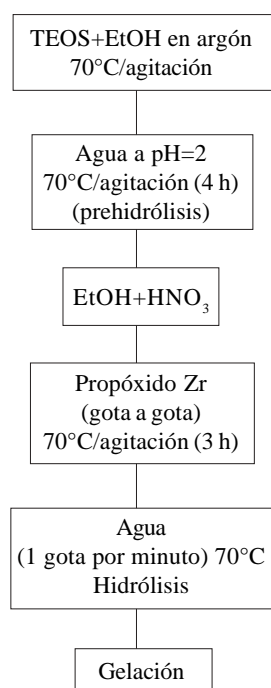 TEOS+EtOH en argón
70°C/agitación
Agua a pH=2
70°C/agitación (4 h)
(prehidrólisis)
EtOH+HNO₃
Propóxido Zr
(gota a gota)
70°C/agitación (3 h)
Agua
(1 gota por minuto) 70°C
Hidrólisis
Gelación